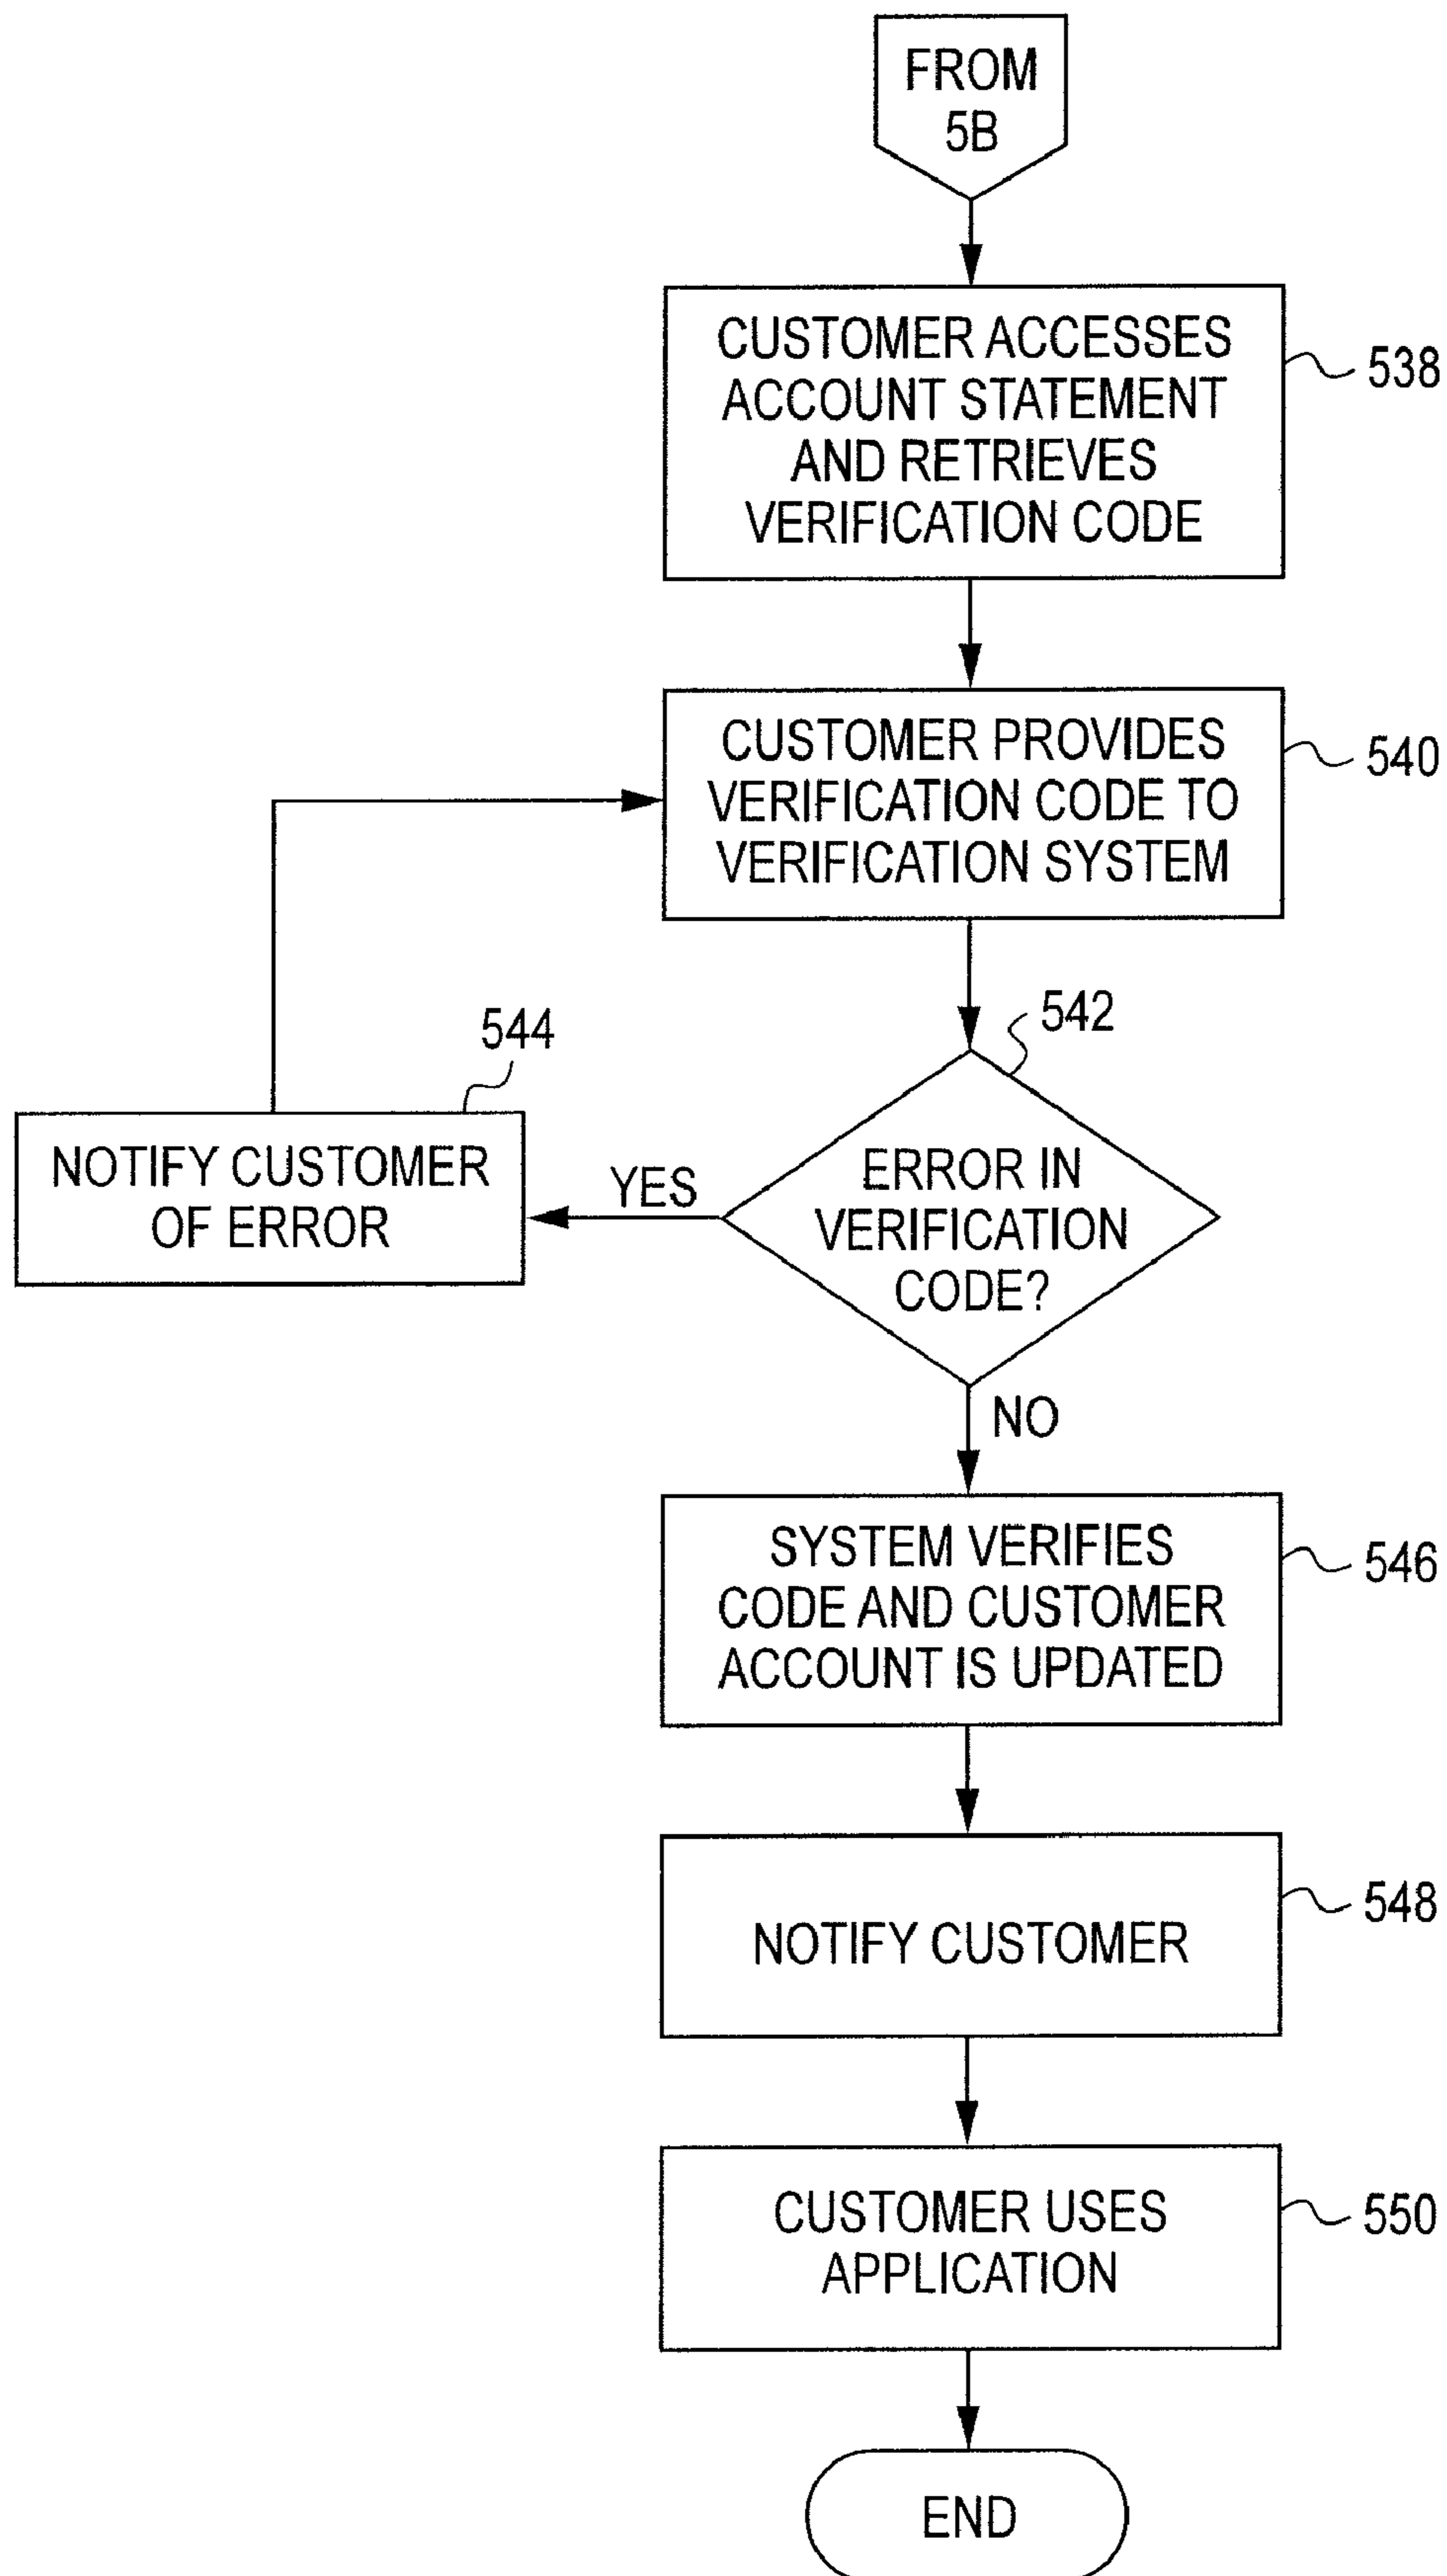 FROM
5B
CUSTOMER ACCESSES
ACCOUNT STATEMENT
AND RETRIEVES
VERIFICATION CODE
538
CUSTOMER PROVIDES
VERIFICATION CODE TO
VERIFICATION SYSTEM
540
542
544
NOTIFY CUSTOMER
OF ERROR
YES
ERROR IN
VERIFICATION
CODE?
NO
SYSTEM VERIFIES
CODE AND CUSTOMER
ACCOUNT IS UPDATED
546
NOTIFY CUSTOMER
548
CUSTOMER USES
APPLICATION
550
END